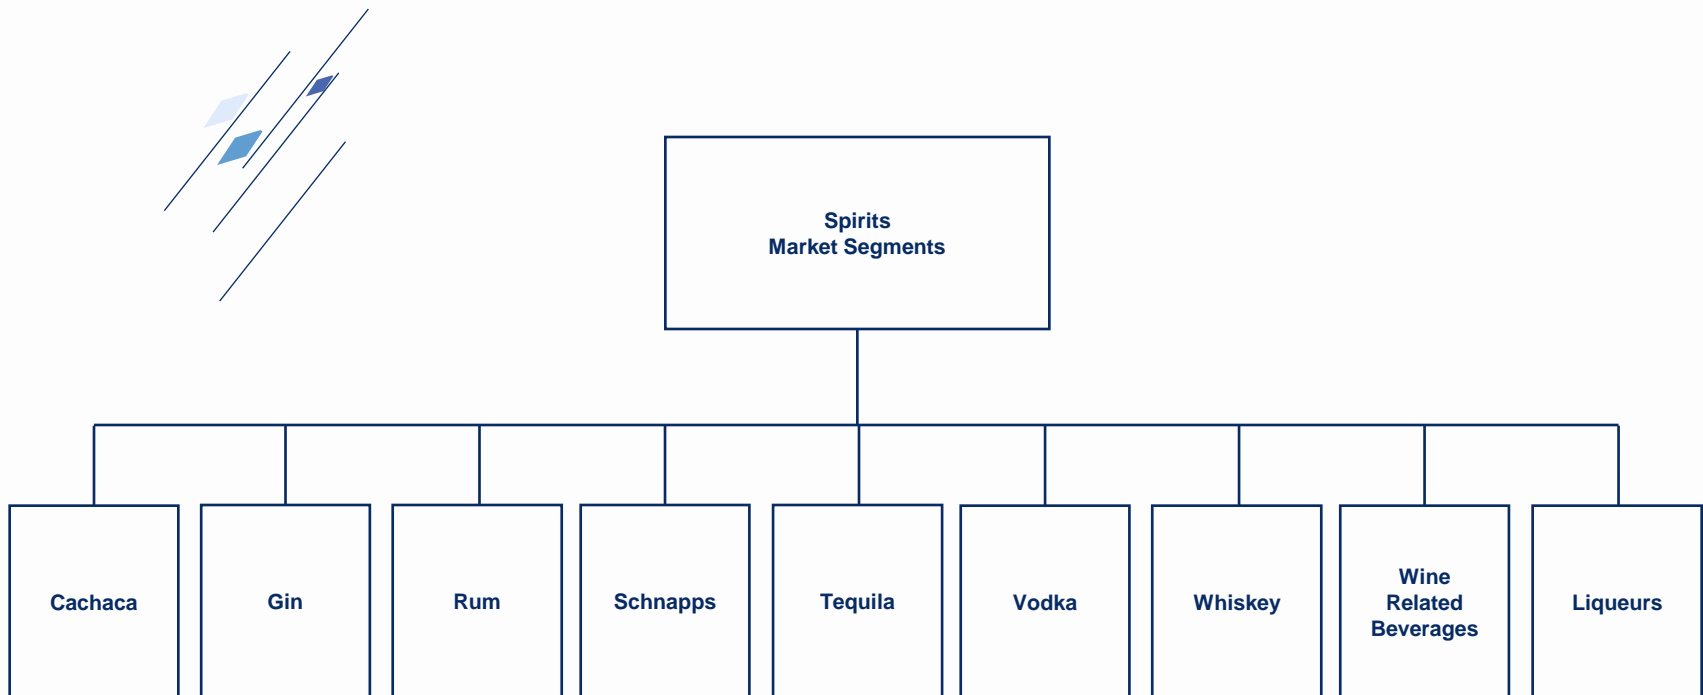 Spirits
Market Segments
Cachaca
Gin
Rum
Schnapps
Tequila
Vodka
Whiskey
Wine
Related
Beverages
Liqueurs